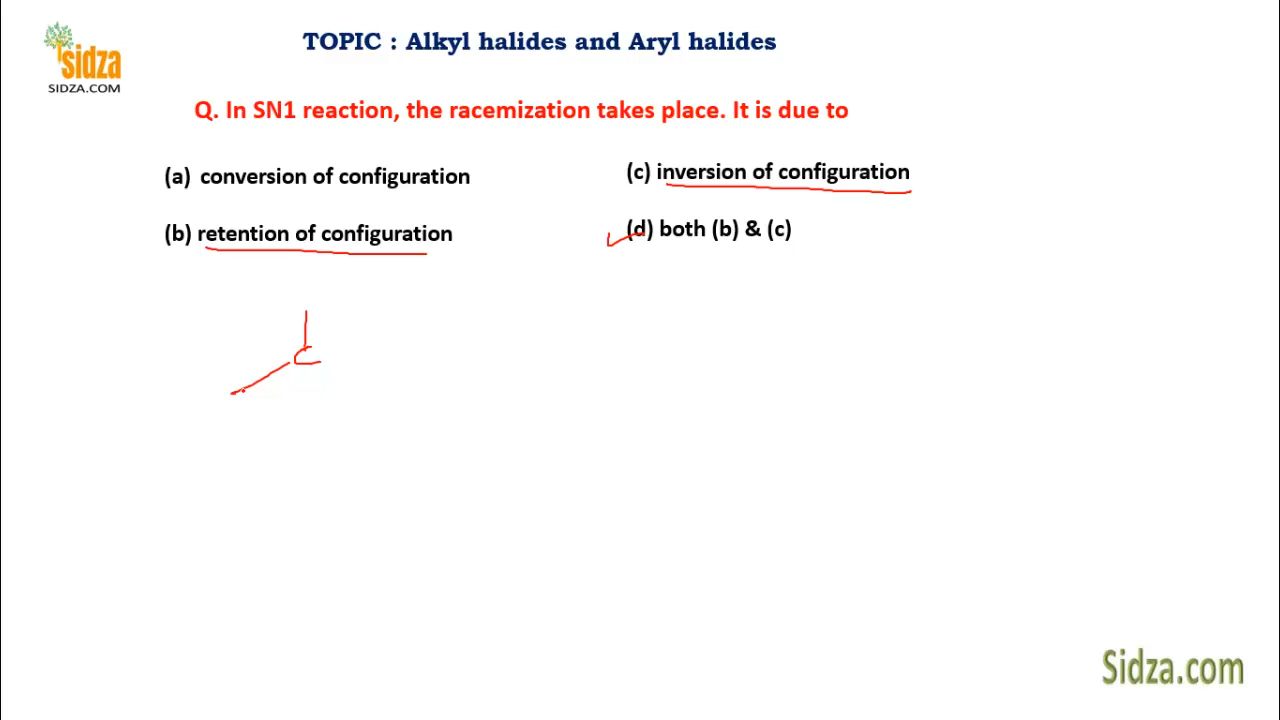 sidza
SIDZA.COM
TOPIC : Alkyl halides and Aryl halides
Q. In SN1 reaction, the racemization takes place. It is due to
(a) conversion of configuration
(c) inversion of configuration
(b) retention of configuration
(d) both (b) & (c)
C
Sidza.com